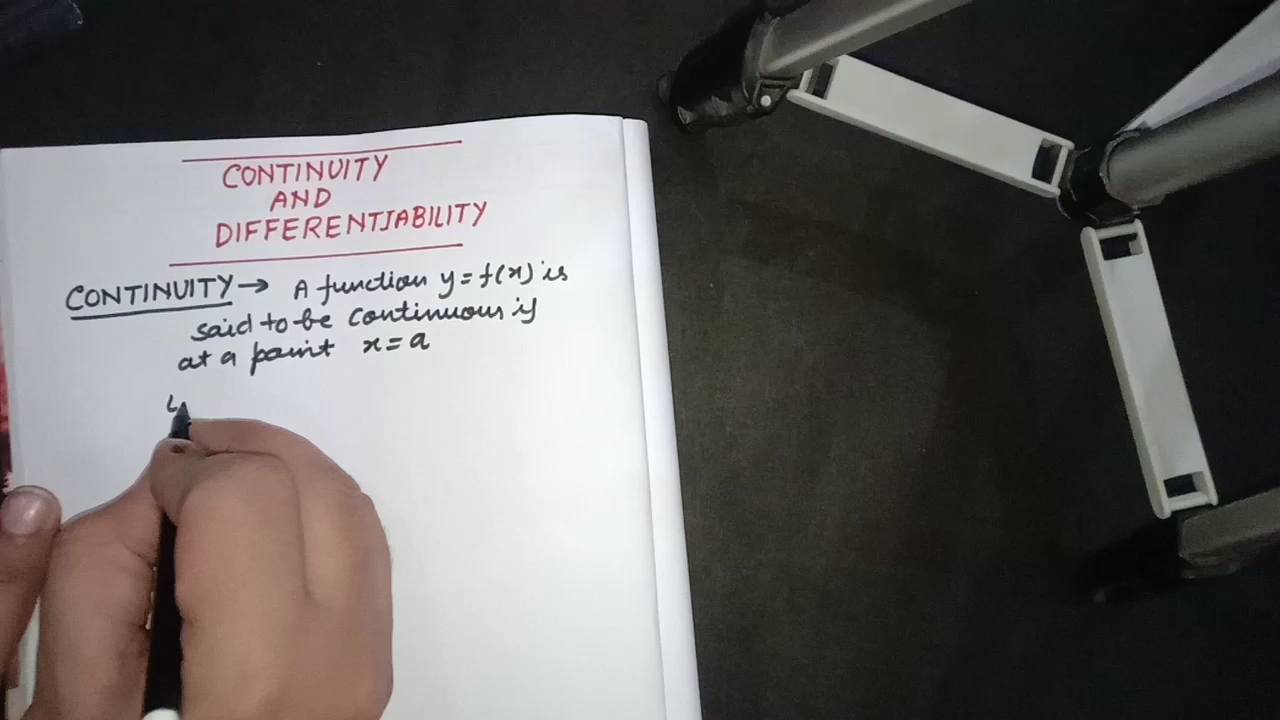 CONTINUITY
AND
DIFFERENTIABILITY
CONTINUITY → A function y = f(x) is
said to be continuous if
at a point x = a